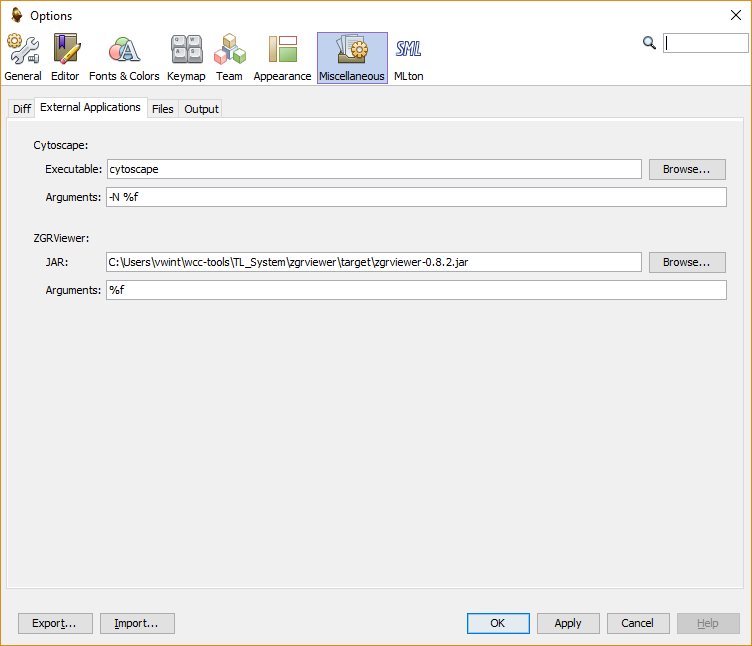 Options
General Editor Fonts & Colors Keymap Team Appearance Miscellaneous SML MLton
Diff External Applications Files Output
Cytoscape:
Executable: cytoscape Browse...
Arguments: -N %f
ZGRViewer:
JAR: C:\Users\vwint\wcc-tools\TL_System\zgrviewer\target\zgrviewer-0.8.2.jar Browse...
Arguments: %f
Export... Import... OK Apply Cancel Help